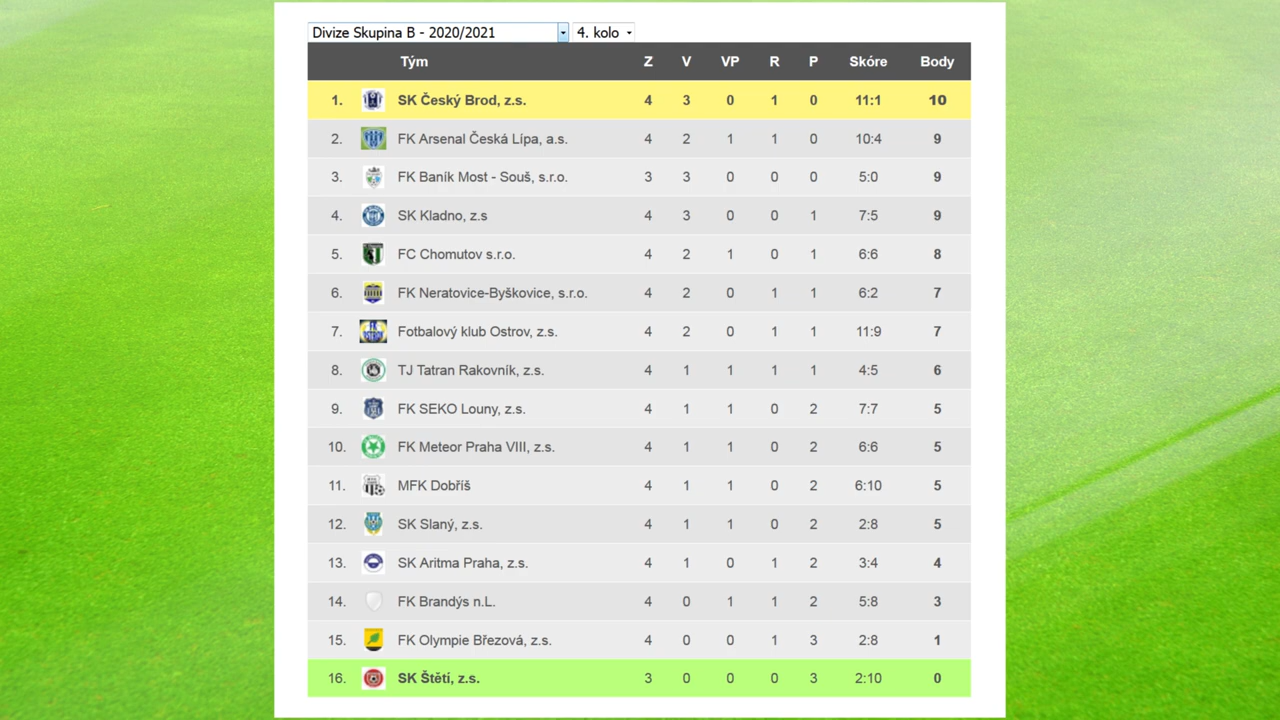 Divize Skupina B - 2020/2021 4. kolo
Tým Z V VP R P Skóre Body
1. SK Český Brod, z.s. 4 3 0 1 0 11:1 10
2. FK Arsenal Česká Lípa, a.s. 4 2 1 1 0 10:4 9
3. FK Baník Most - Souš, s.r.o. 3 3 0 0 0 5:0 9
4. SK Kladno, z.s 4 3 0 0 1 7:5 9
5. FC Chomutov s.r.o. 4 2 1 0 1 6:6 8
6. FK Neratovice-Byškovice, s.r.o. 4 2 0 1 1 6:2 7
7. Fotbalový klub Ostrov, z.s. 4 2 0 1 1 11:9 7
8. TJ Tatran Rakovník, z.s. 4 1 1 1 1 4:5 6
9. FK SEKO Louny, z.s. 4 1 1 0 2 7:7 5
10. FK Meteor Praha VIII, z.s. 4 1 1 0 2 6:6 5
11. MFK Dobříš 4 1 1 0 2 6:10 5
12. SK Slaný, z.s. 4 1 1 0 2 2:8 5
13. SK Aritma Praha, z.s. 4 1 0 1 2 3:4 4
14. FK Brandýs n.L. 4 0 1 1 2 5:8 3
15. FK Olympie Březová, z.s. 4 0 0 1 3 2:8 1
16. SK Štětí, z.s. 3 0 0 0 3 2:10 0